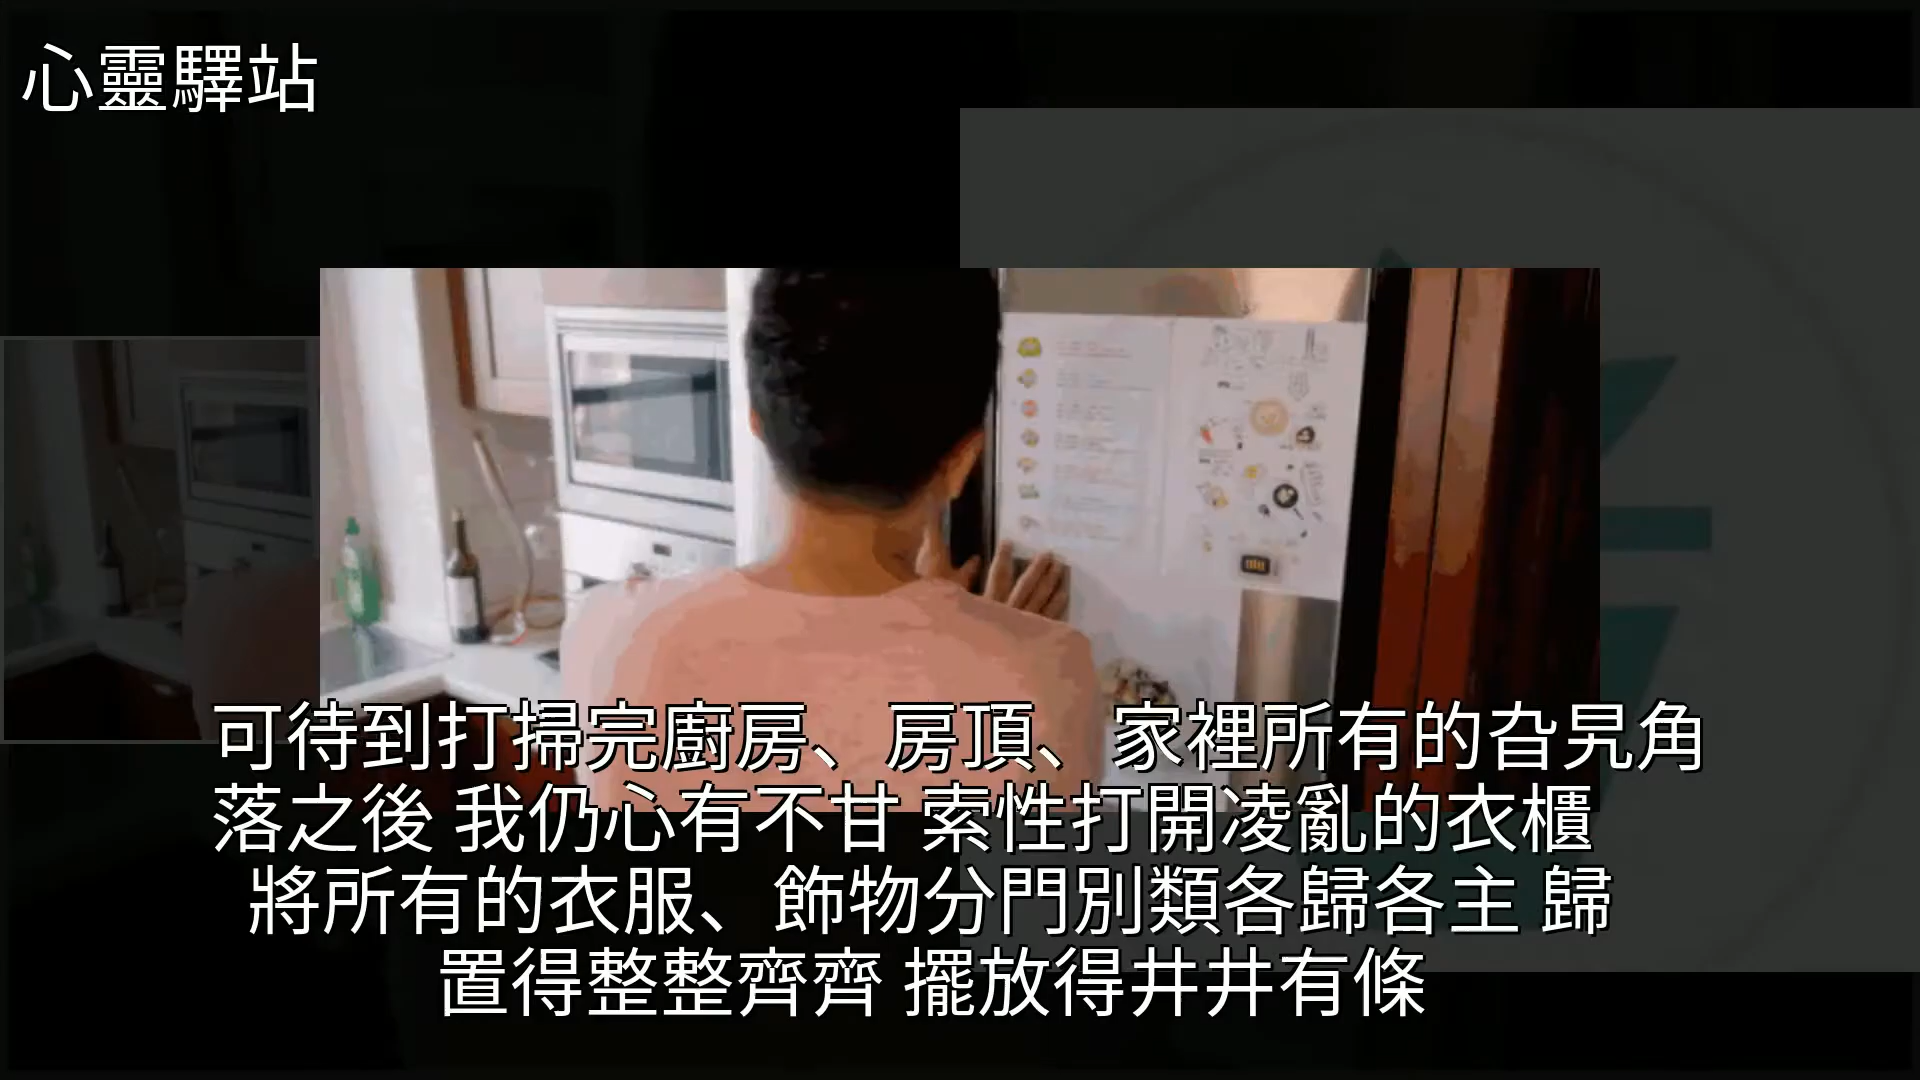 心靈驛站
可待到打掃完廚房、房頂、家裡所有的旮旯角
落之後 我仍心有不甘 索性打開凌亂的衣櫃
將所有的衣服、飾物分門別類各歸各主 歸
置得整整齊齊 擺放得井井有條